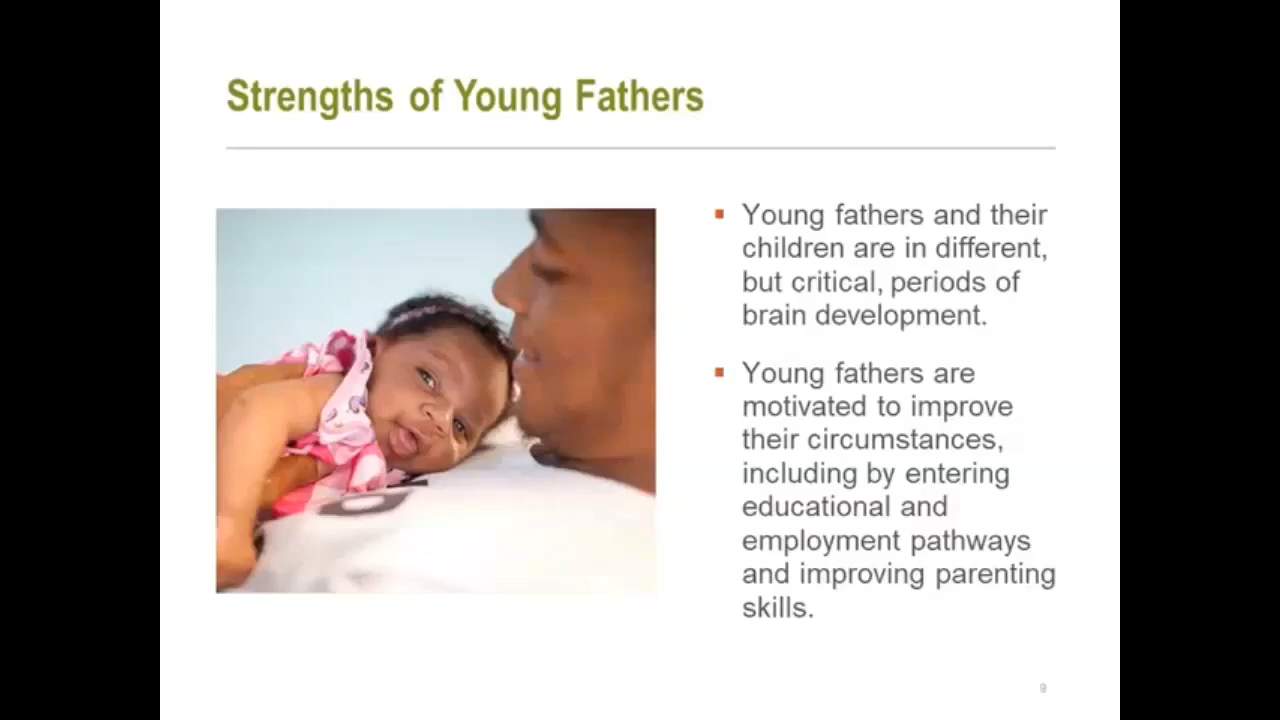 Strengths of Young Fathers
Young fathers and their
children are in different,
but critical, periods of
brain development.
Young fathers are
motivated to improve
their circumstances,
including by entering
educational and
employment pathways
and improving parenting
skills.
9